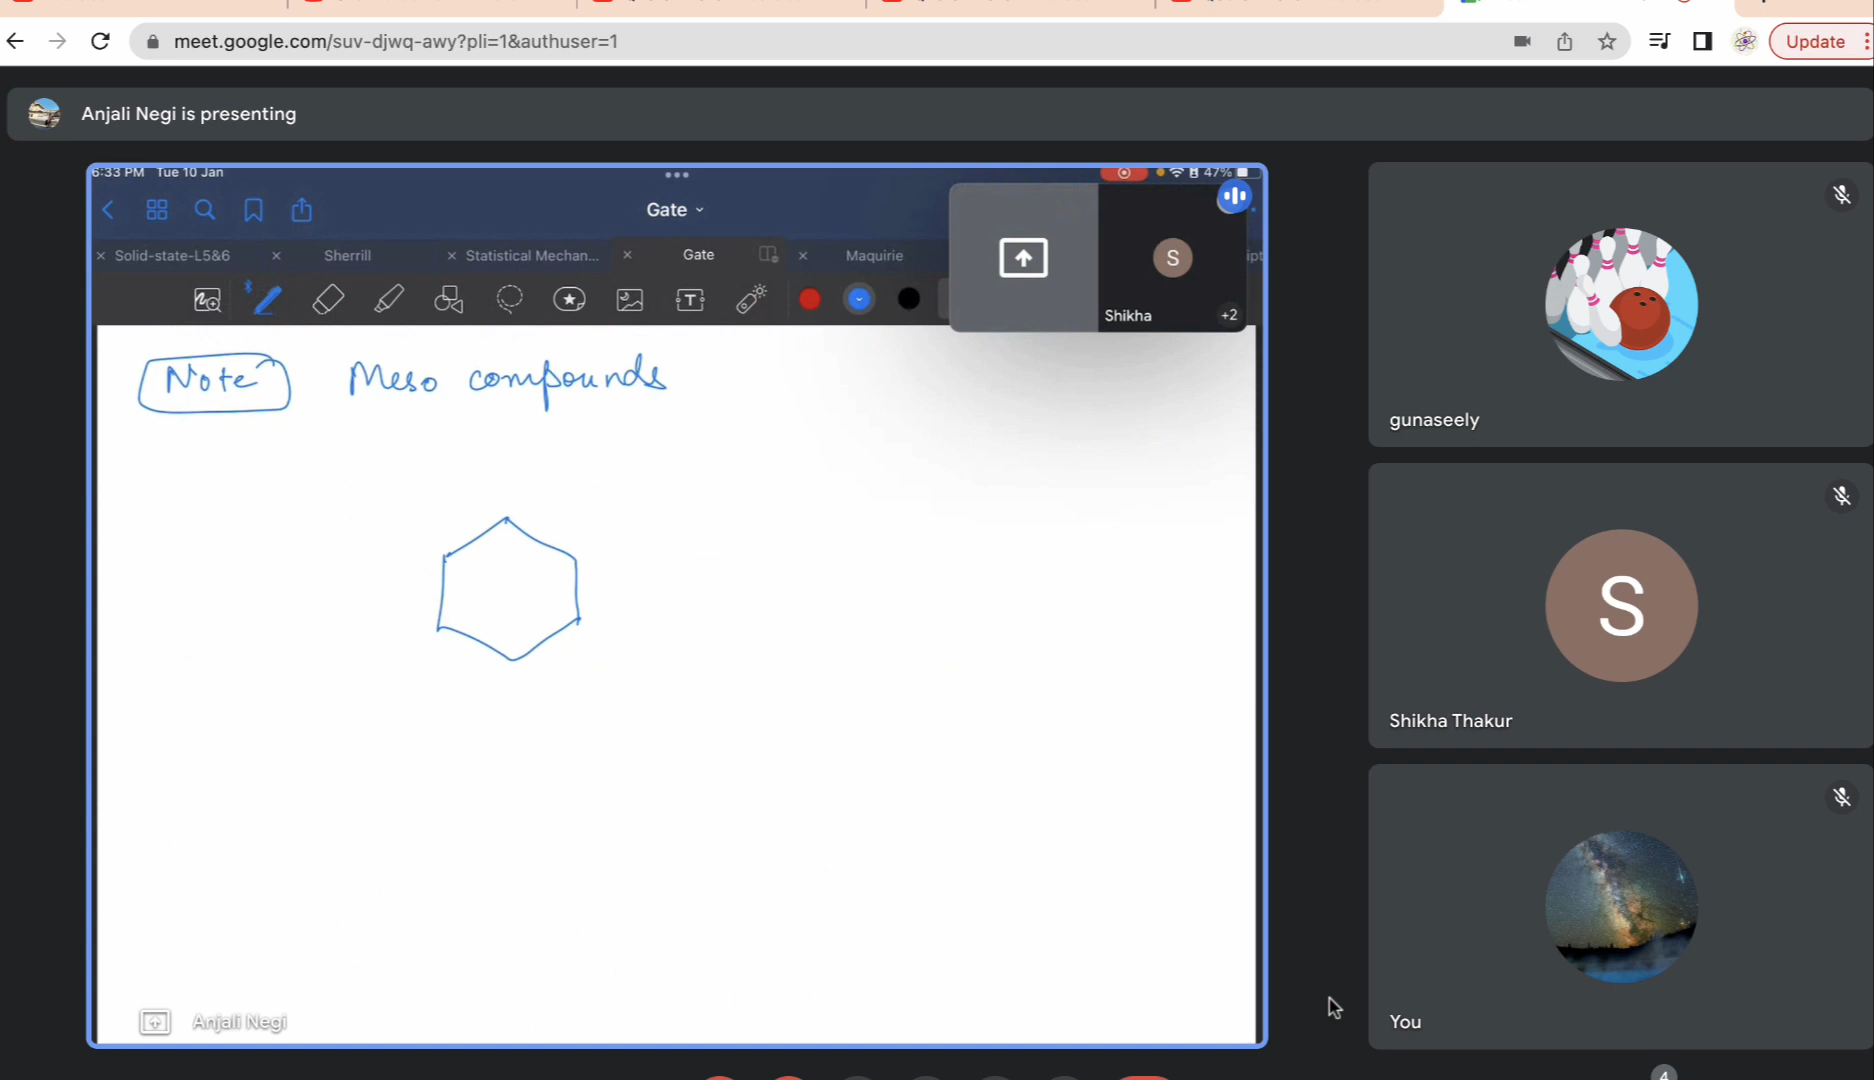 meet.google.com/suv-djwq-awy?pli=1&authuser=1
Update
Anjali Negi is presenting
6:33 PM Tue 10 Jan
47%
Gate
Solid-state-L5&6
Sherrill
Statistical Mechan...
Gate
Maquirie
ipt
T
S
Shikha
+2
Note Meso compounds
Anjali Negi
gunaseely
S
Shikha Thakur
You
4